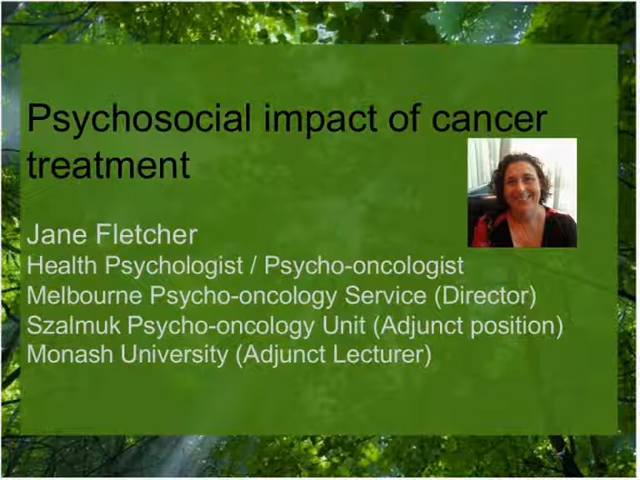 Psychosocial impact of cancer
treatment
Jane Fletcher
Health Psychologist / Psycho-oncologist
Melbourne Psycho-oncology Service (Director)
Szalmuk Psycho-oncology Unit (Adjunct position)
Monash University (Adjunct Lecturer)